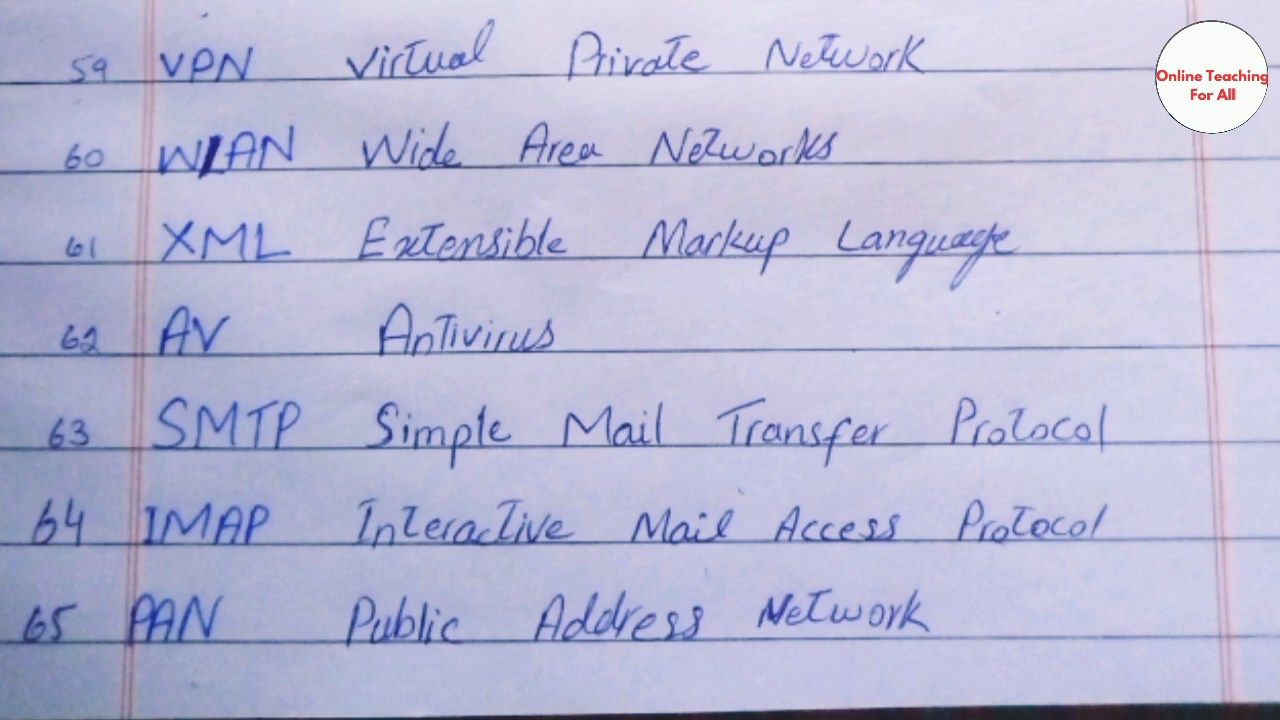 59 VPN Virtual Private Network
60 WLAN Wide Area Networks
61 XML Extensible Markup Language
62 AV Antivirus
63 SMTP Simple Mail Transfer Protocol
64 IMAP Interactive Mail Access Protocol
65 PAN Public Address Network
Online Teaching
For All